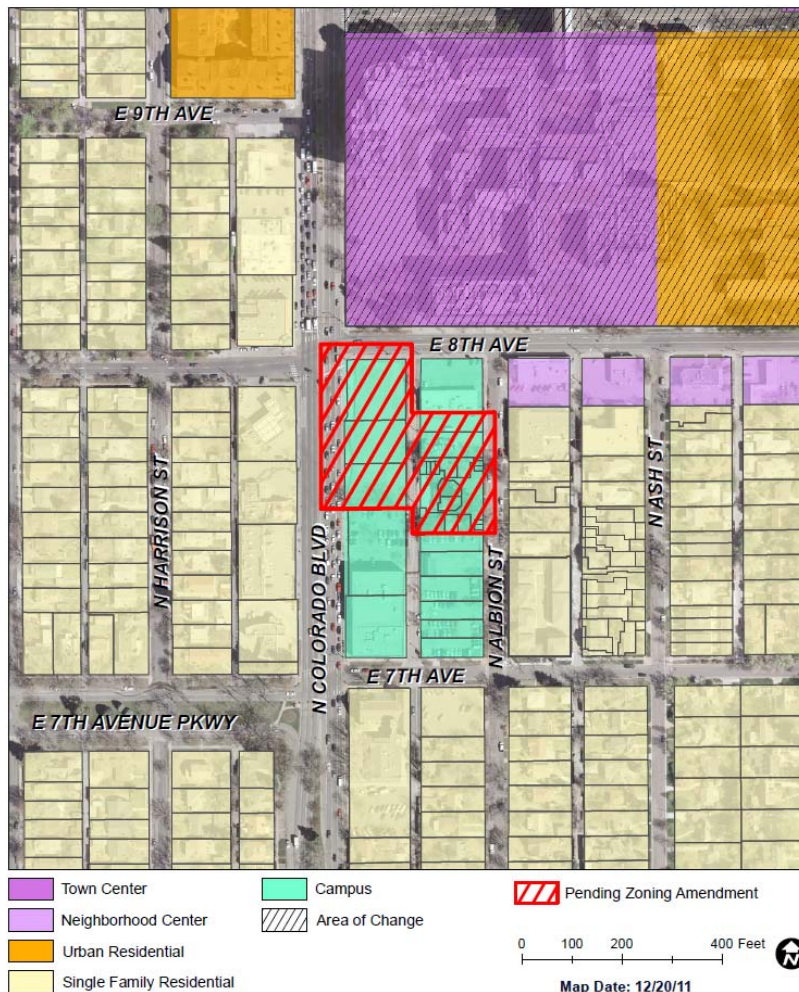 E 9TH AVE
E 8TH AVE
N HARRISON ST
N COLORADO BLVD
N ALBION ST
N ASH ST
E 7TH AVE
E 7TH AVENUE PKWY
Town Center
Neighborhood Center
Urban Residential
Single Family Residential
Campus
Area of Change
Pending Zoning Amendment
0 100 200 400 Feet
N
Map Date: 12/20/11